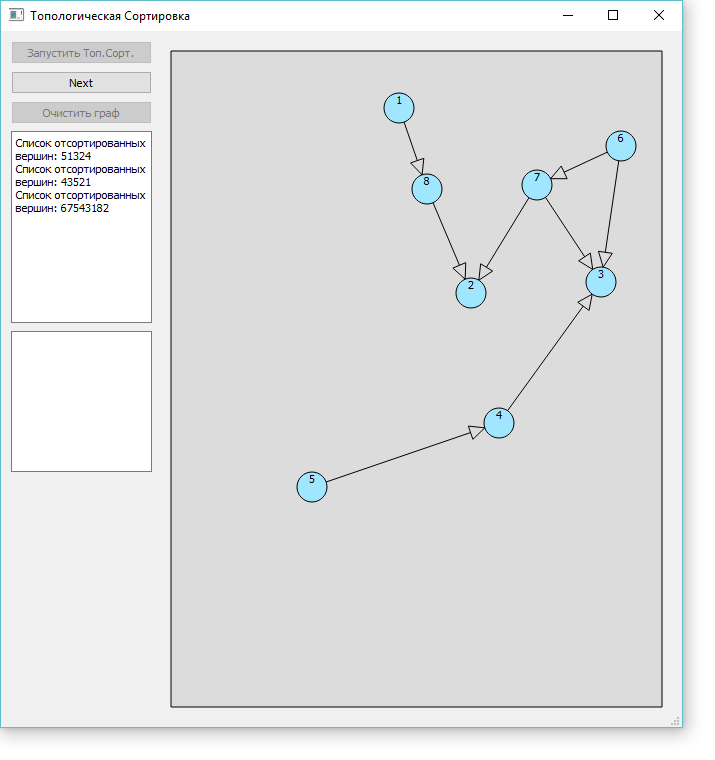 Топологическая Сортировка
Запустить Топ.Сорт.
Next
Очистить граф
Список отсортированных
вершин: 51324
Список отсортированных
вершин: 43521
Список отсортированных
вершин: 67543182
1
6
8
7
3
2
4
5